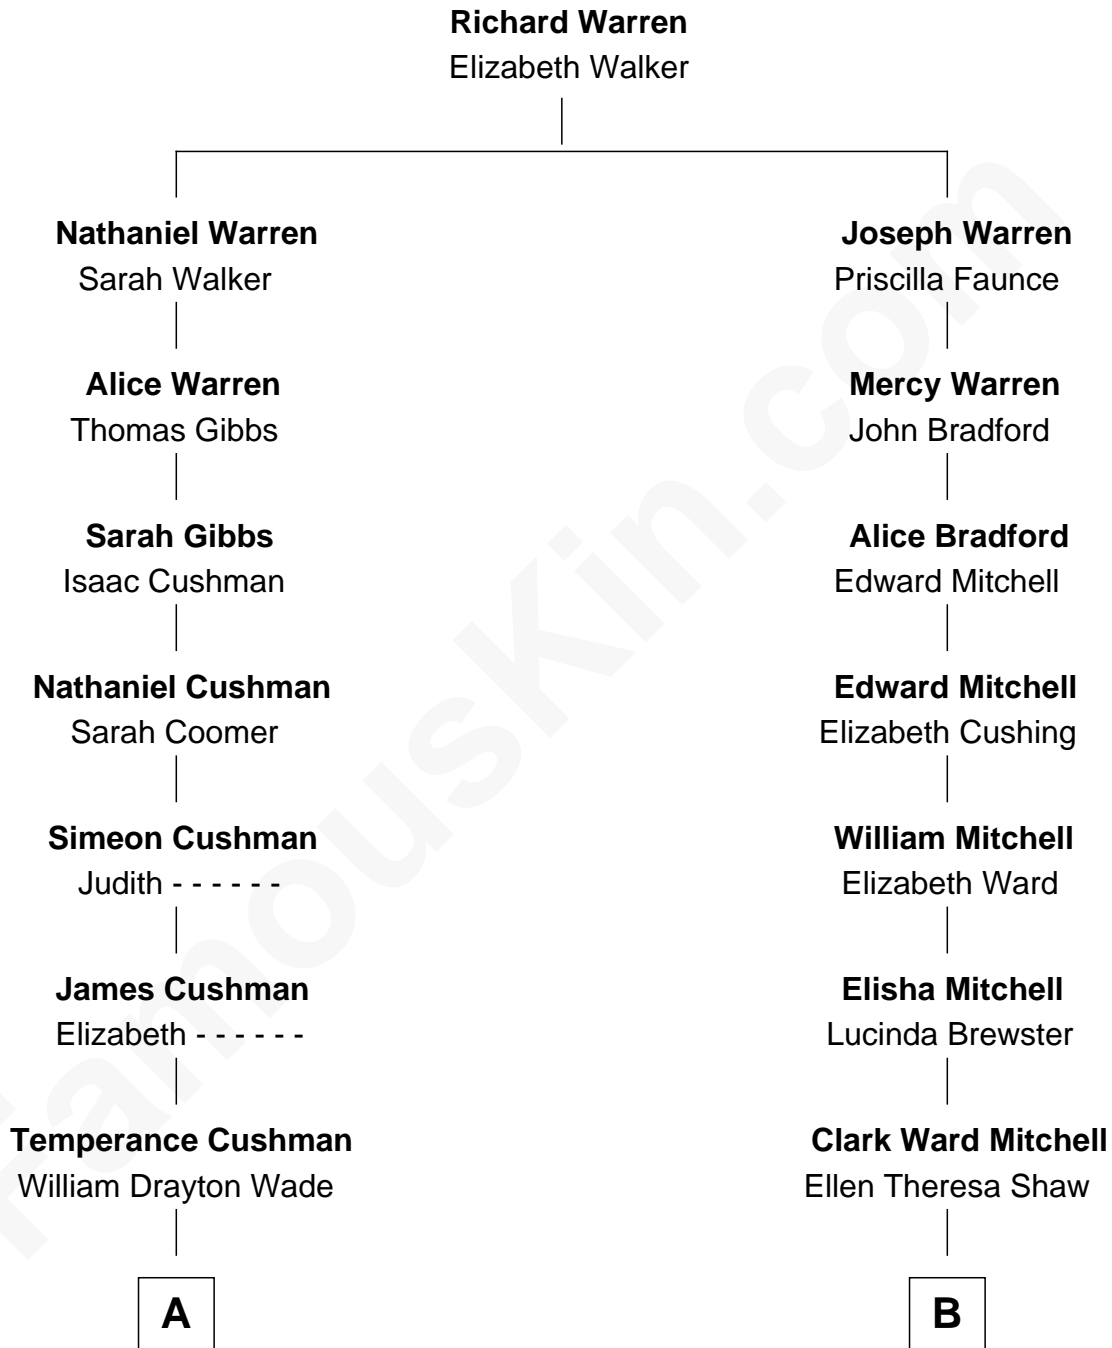 Richard Warren
Elizabeth Walker
Nathaniel Warren
Sarah Walker
Joseph Warren
Priscilla Faunce
Alice Warren
Thomas Gibbs
Mercy Warren
John Bradford
Sarah Gibbs
Isaac Cushman
Alice Bradford
Edward Mitchell
Nathaniel Cushman
Sarah Coomer
Edward Mitchell
Elizabeth Cushing
Simeon Cushman
Judith - - - - - -
William Mitchell
Elizabeth Ward
James Cushman
Elizabeth - - - - - -
Elisha Mitchell
Lucinda Brewster
Temperance Cushman
William Drayton Wade
Clark Ward Mitchell
Ellen Theresa Shaw
A
B
FamousKin.com